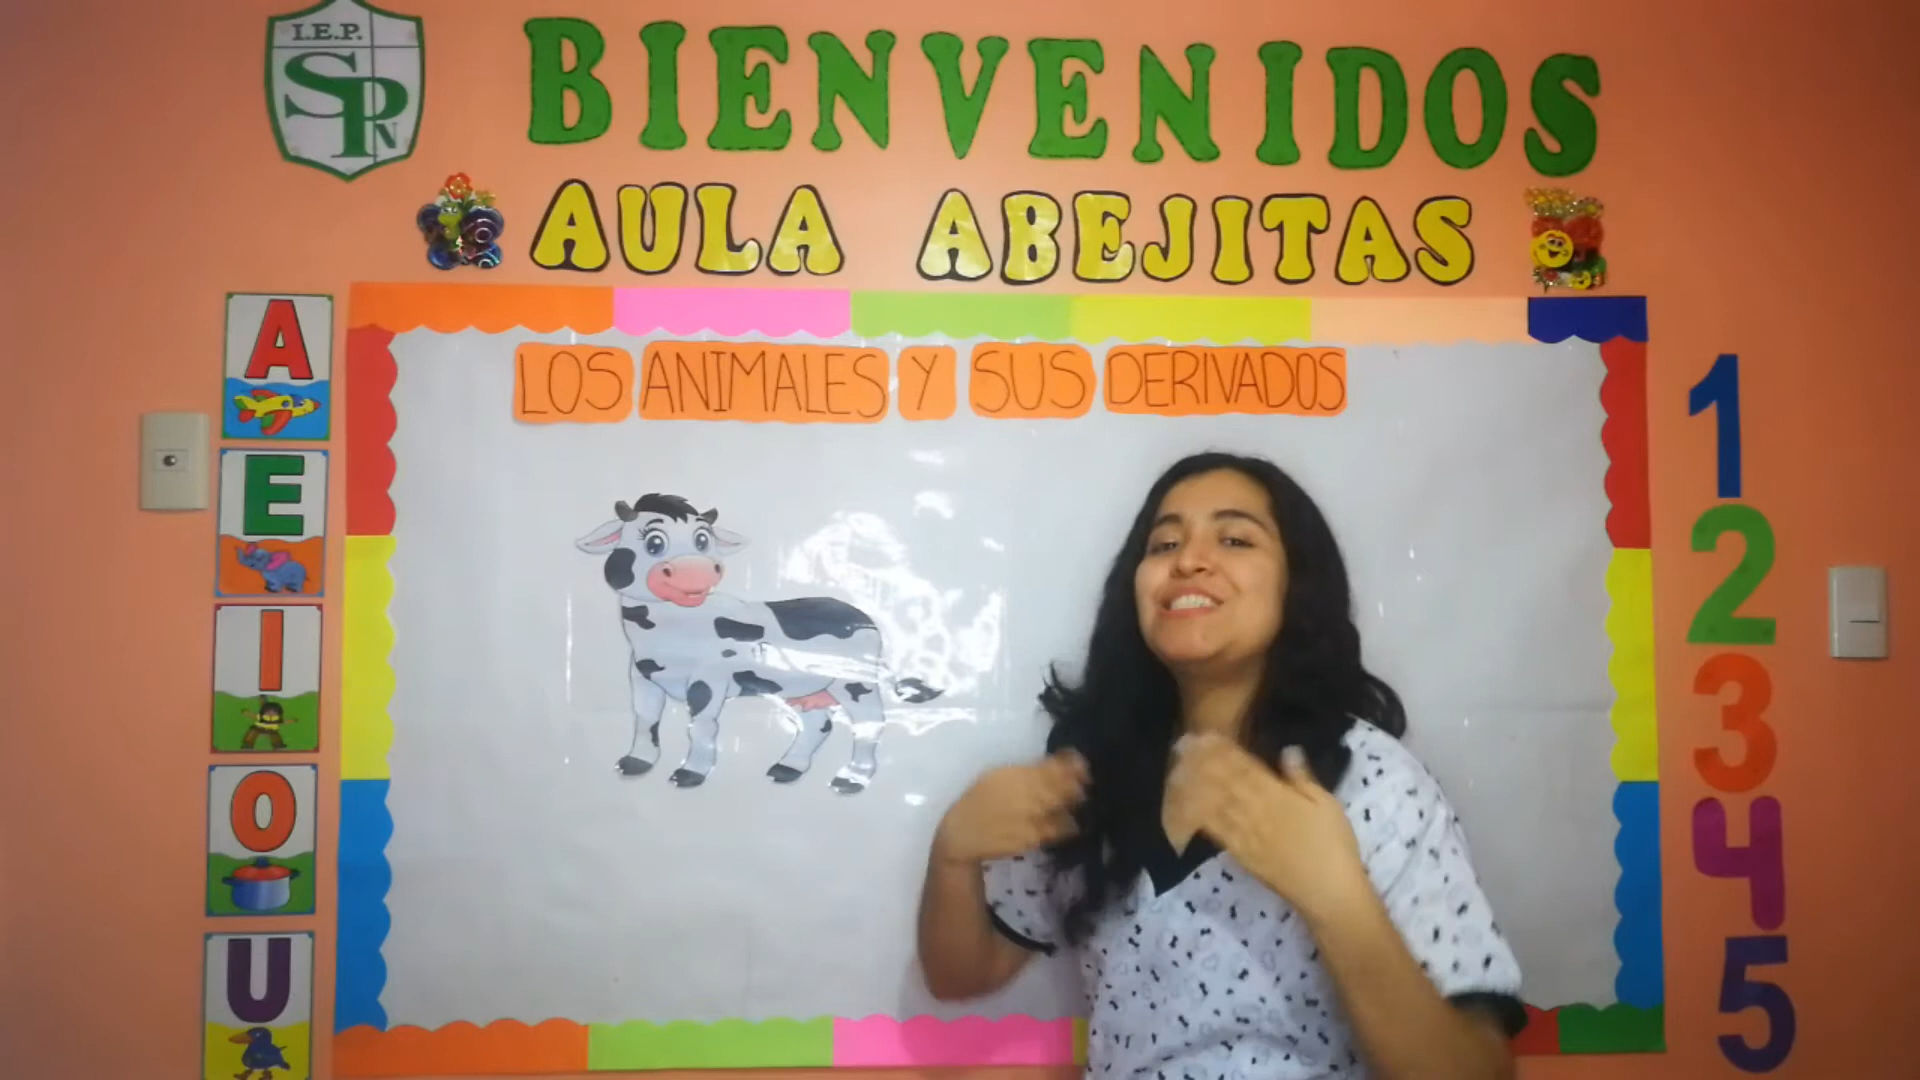 I.E.P.
SPN
BIENVENIDOS
AULA ABEJITAS
LOS ANIMALES Y SUS DERIVADOS
A
E
I
O
U
1
2
3
4
5